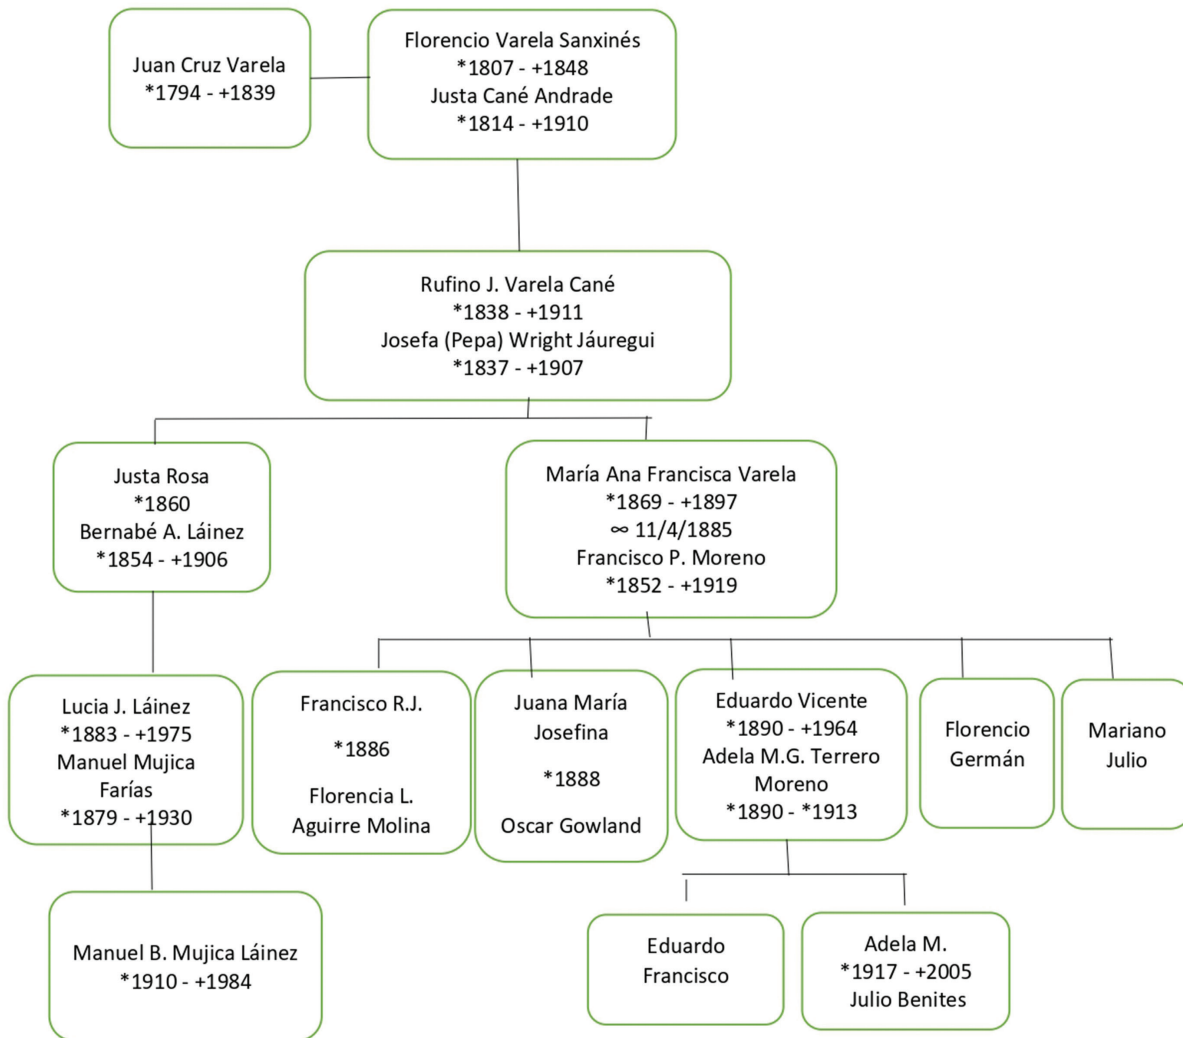 Juan Cruz Varela
*1794 - +1839
Florencio Varela Sanxinés
*1807 - +1848
Justa Cané Andrade
*1814 - +1910
Rufino J. Varela Cané
*1838 - +1911
Josefa (Pepa) Wright Jáuregui
*1837 - +1907
Justa Rosa
*1860
Bernabé A. Láinez
*1854 - +1906
María Ana Francisca Varela
*1869 - +1897
∞ 11/4/1885
Francisco P. Moreno
*1852 - +1919
Lucia J. Láinez
*1883 - +1975
Manuel Mujica
Farías
*1879 - +1930
Francisco R.J.
*1886
Florencia L.
Aguirre Molina
Juana María
Josefina
*1888
Oscar Gowland
Eduardo Vicente
*1890 - +1964
Adela M.G. Terrero
Moreno
*1890 - *1913
Florencio
Germán
Mariano
Julio
Manuel B. Mujica Láinez
*1910 - +1984
Eduardo
Francisco
Adela M.
*1917 - +2005
Julio Benites